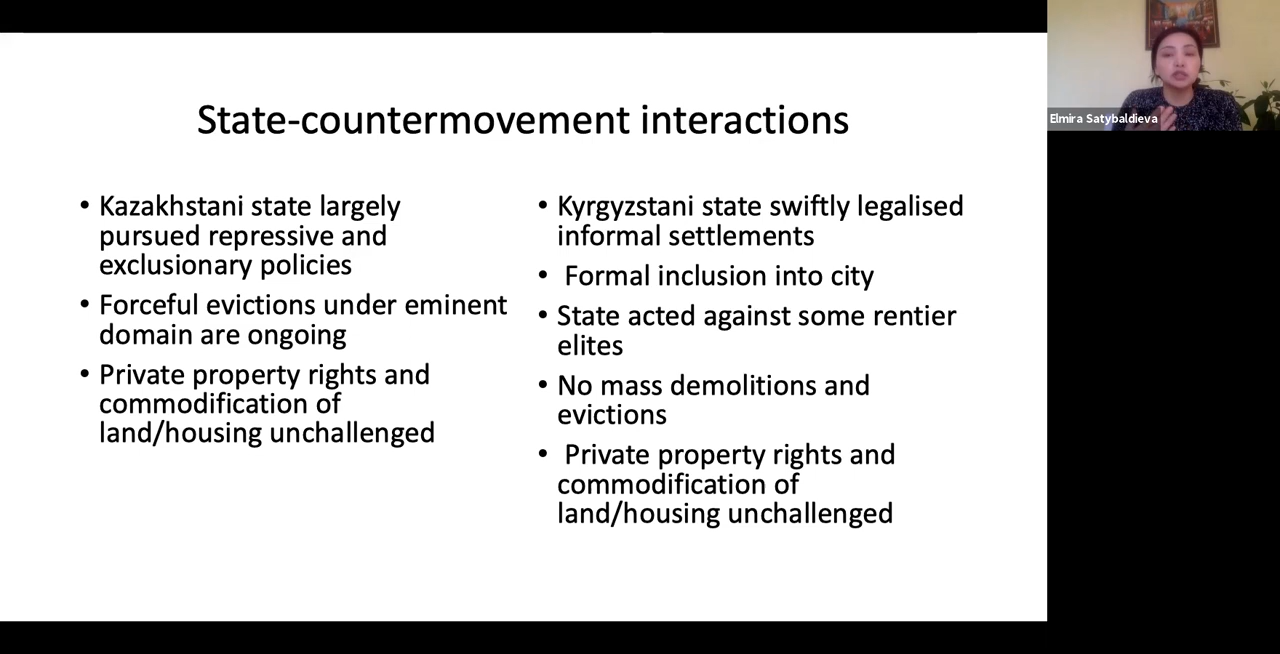 State-countermovement interactions
• Kazakhstani state largely
pursued repressive and
exclusionary policies
• Forceful evictions under eminent
domain are ongoing
• Private property rights and
commodification of
land/housing unchallenged
• Kyrgyzstani state swiftly legalised
informal settlements
• Formal inclusion into city
• State acted against some rentier
elites
• No mass demolitions and
evictions
• Private property rights and
commodification of
land/housing unchallenged
Elmira Satybaldieva